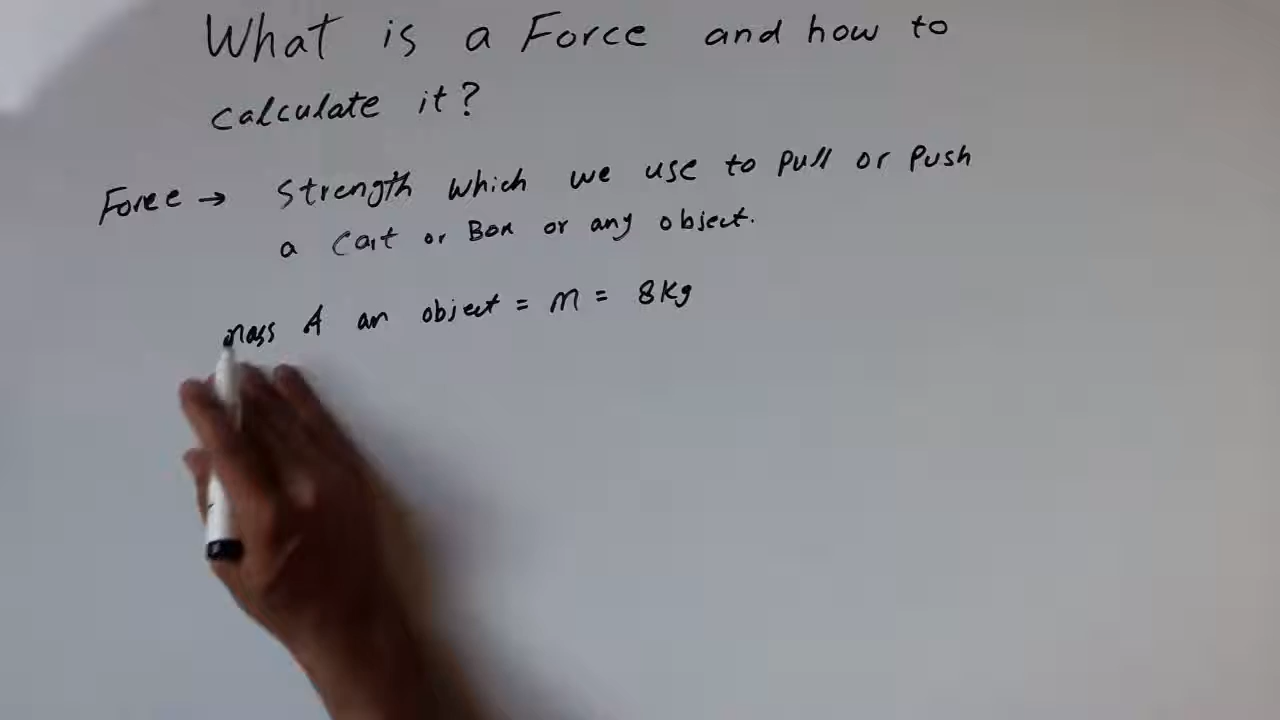 What is a Force and how to
calculate it?
Force → Strength which we use to pull or push
a Cart or Box or any object.
mass of an object = m = 8kg